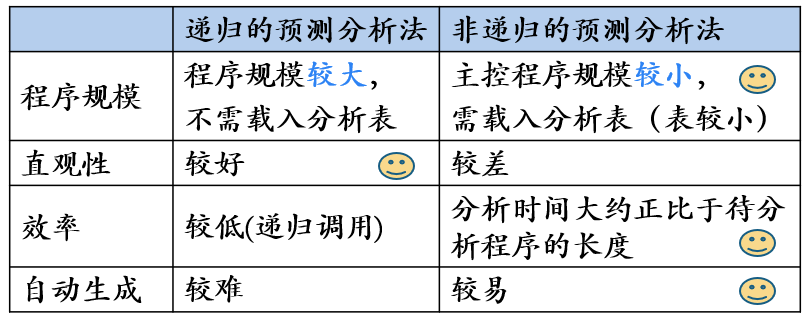 递归的预测分析法 非递归的预测分析法
程序规模 程序规模较大， 主控程序规模较小，
不需载入分析表 需载入分析表（表较小）
直观性 较好 较差
效率 较低(递归调用) 分析时间大约正比于待分
析程序的长度
自动生成 较难 较易